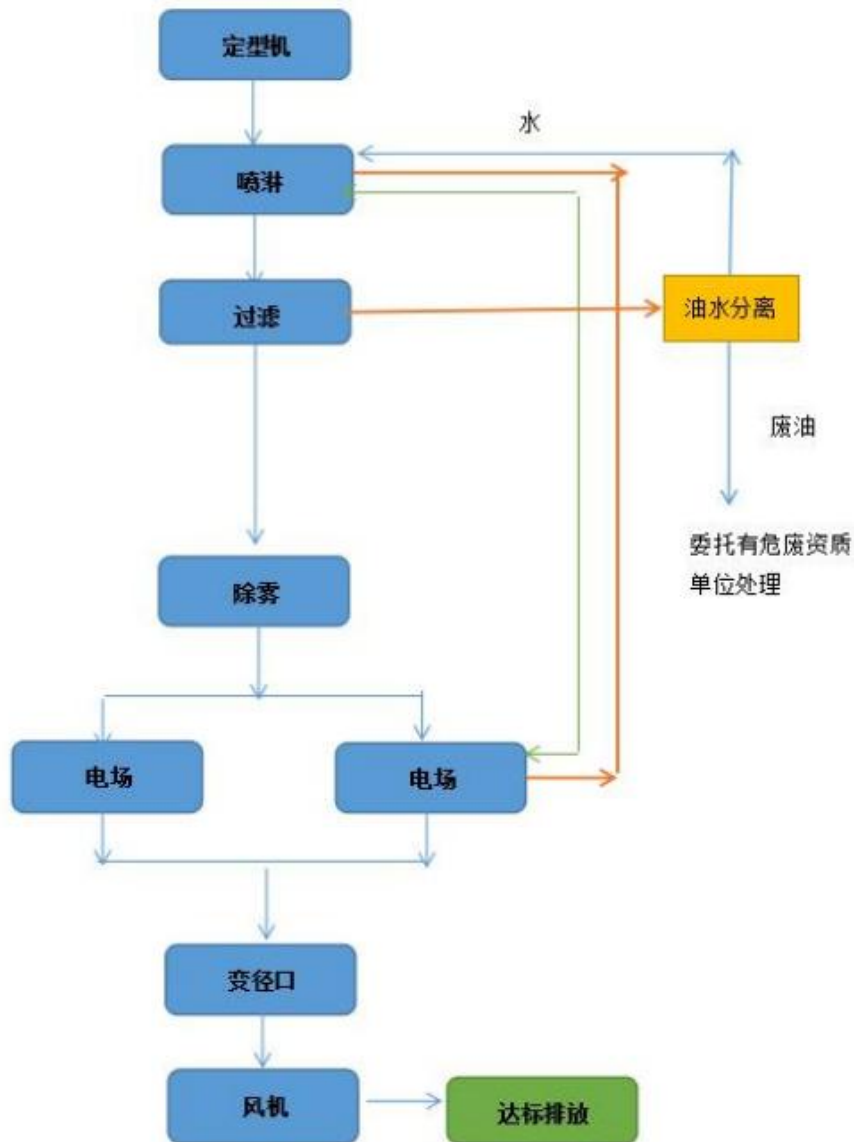 定型机
水
喷淋
过滤
油水分离
废油
委托有危废资质
单位处理
除雾
电场
电场
变径口
风机
达标排放